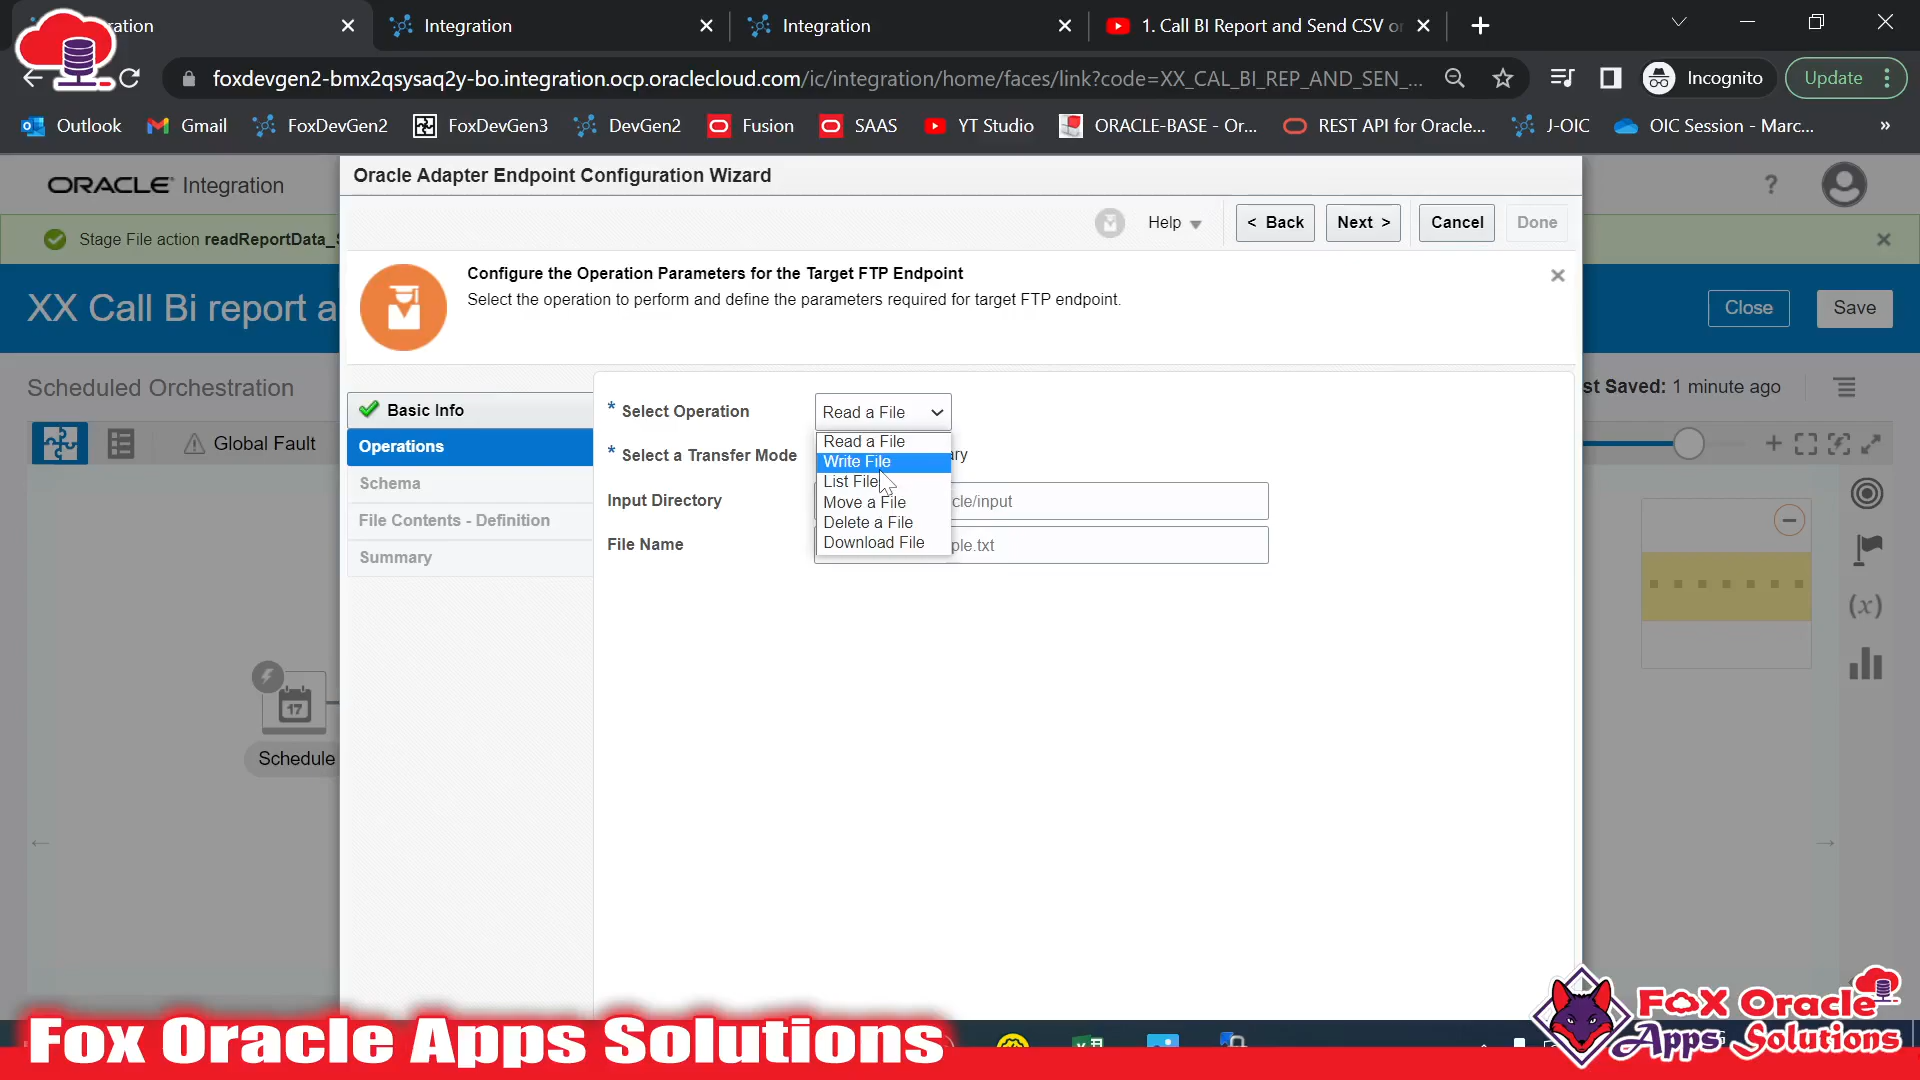 ration
Integration
Integration
1. Call BI Report and Send CSV or
foxdevgen2-bmx2qsysaq2y-bo.integration.ocp.oraclecloud.com/ic/integration/home/faces/link?code=XX_CAL_BI_REP_AND_SEN_...
Incognito
Update
Outlook
Gmail
FoxDevGen2
FoxDevGen3
DevGen2
Fusion
SAAS
YT Studio
ORACLE-BASE - Or...
REST API for Oracle...
J-OIC
OIC Session - Marc...
»
Oracle Adapter Endpoint Configuration Wizard
ORACLE Integration
?
Help
< Back
Next >
Cancel
Done
Stage File action readReportData_S
Configure the Operation Parameters for the Target FTP Endpoint
Select the operation to perform and define the parameters required for target FTP endpoint.
XX Call Bi report a
Close
Save
Scheduled Orchestration
st Saved: 1 minute ago
Global Fault
Basic Info
Operations
Schema
File Contents - Definition
Summary
* Select Operation
Read a File
* Select a Transfer Mode
ary
Input Directory
cle/input
File Name
ple.txt
Read a File
Write File
List File
Move a File
Delete a File
Download File
(x)
17
Schedule
Fox Oracle Apps Solutions
Fox Oracle
Apps Solutions